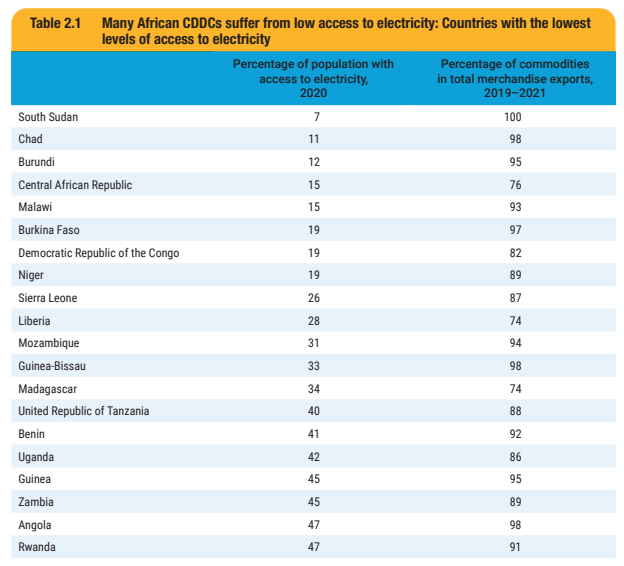 Table 2.1 Many African CDDCs suffer from low access to electricity: Countries with the lowest
levels of access to electricity
Percentage of population with
access to electricity,
2020
Percentage of commodities
in total merchandise exports,
2019–2021
South Sudan 7 100
Chad 11 98
Burundi 12 95
Central African Republic 15 76
Malawi 15 93
Burkina Faso 19 97
Democratic Republic of the Congo 19 82
Niger 19 89
Sierra Leone 26 87
Liberia 28 74
Mozambique 31 94
Guinea-Bissau 33 98
Madagascar 34 74
United Republic of Tanzania 40 88
Benin 41 92
Uganda 42 86
Guinea 45 95
Zambia 45 89
Angola 47 98
Rwanda 47 91